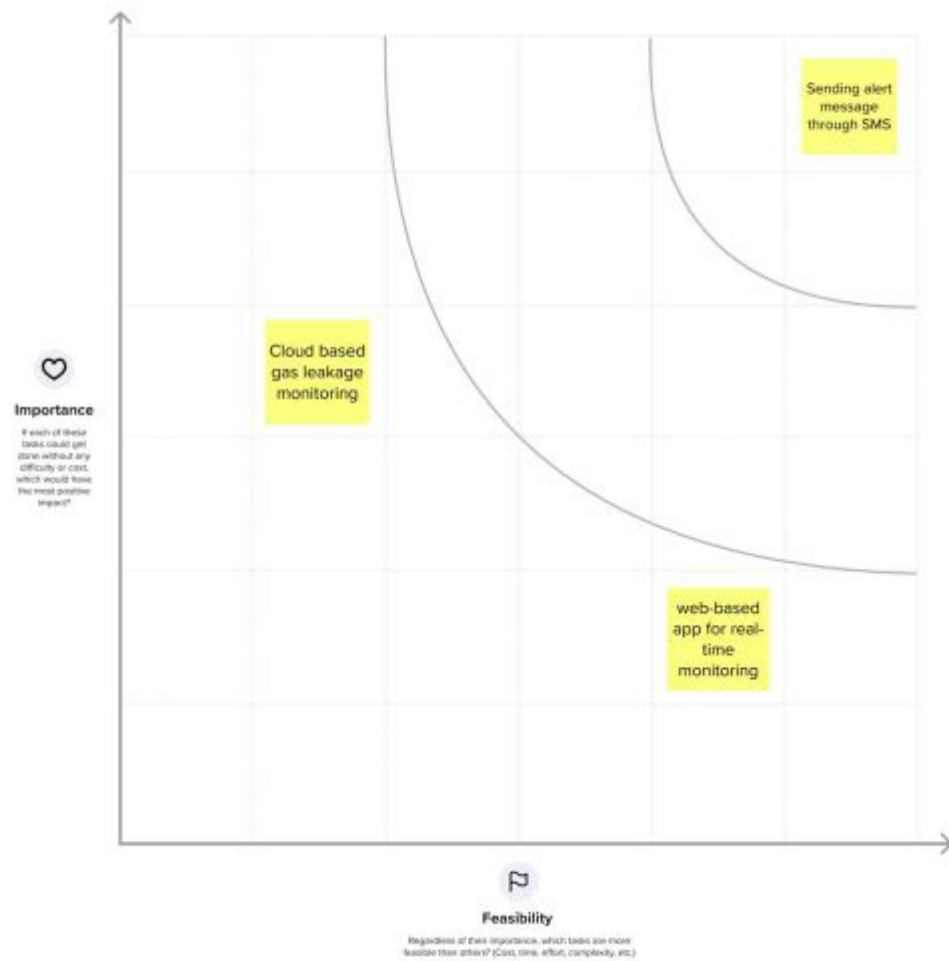 Sending alert
message
through SMS
Cloud based
gas leakage
monitoring
Importance
If each of these
tasks could get
done without any
difficulty or cost,
which would have
the most positive
impact?
web-based
app for real-
time
monitoring
Feasibility
Regardless of their importance, which tasks are more
feasible than others? (Cost, time, effort, complexity, etc.)